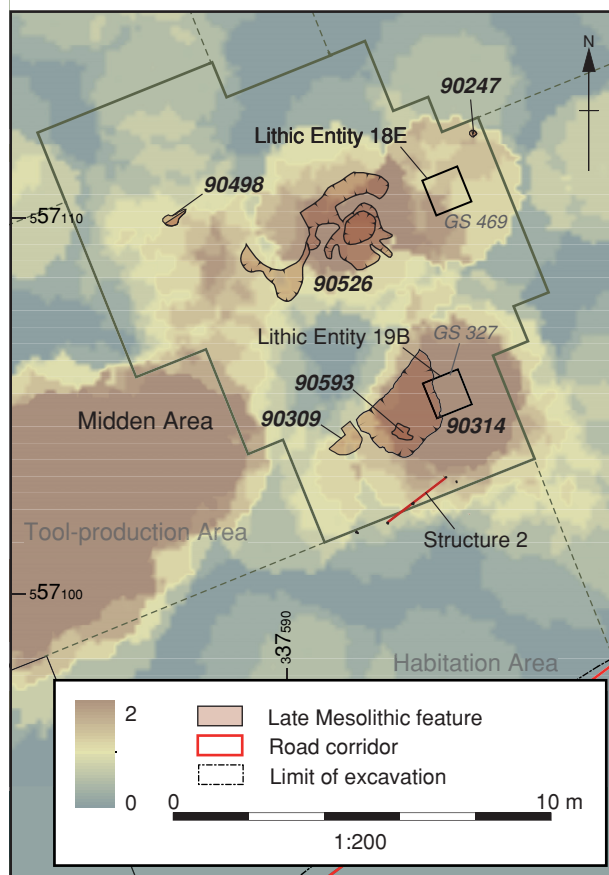 N
90247
Lithic Entity 18E
90498
557110
GS 469
90526
Lithic Entity 19B
GS 327
90593
Midden Area
90309
90314
Tool-production Area
Structure 2
557100
337590
Habitation Area
2
0
Late Mesolithic feature
Road corridor
Limit of excavation
0 10 m
1:200